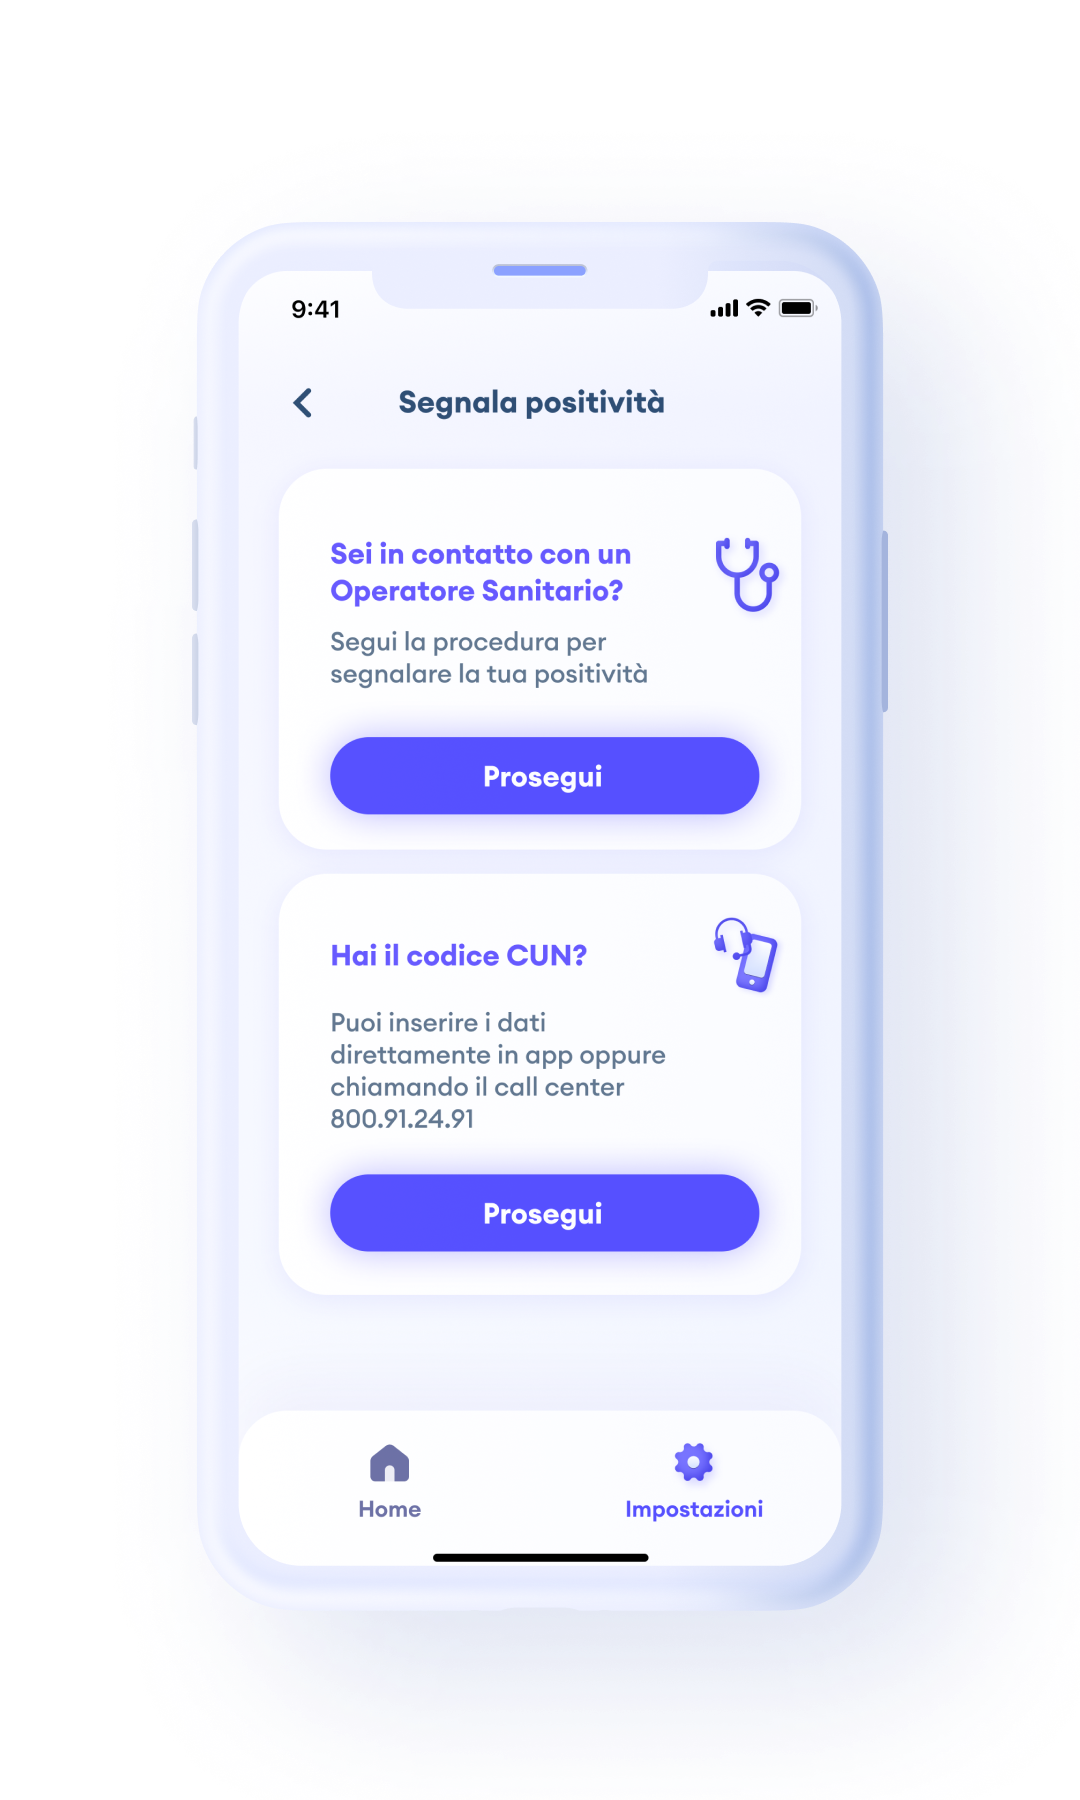 9:41
Segnala positività
Sei in contatto con un
Operatore Sanitario?
Segui la procedura per
segnalare la tua positività
Prosegui
Hai il codice CUN?
Puoi inserire i dati
direttamente in app oppure
chiamando il call center
800.91.24.91
Prosegui
Home
Impostazioni